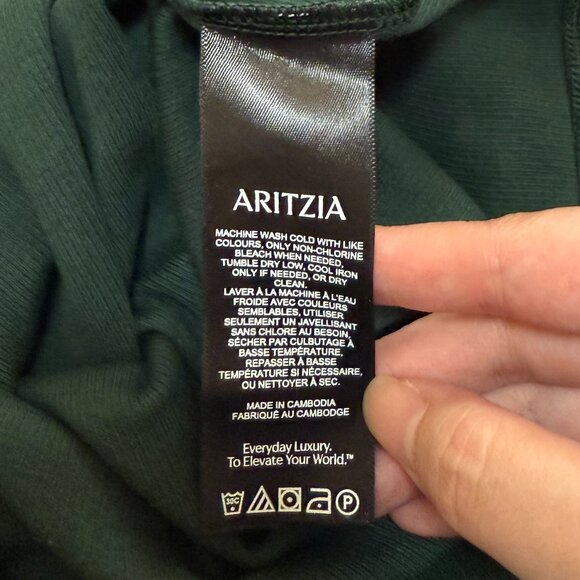 ARITZIA
MACHINE WASH COLD WITH LIKE
COLOURS, ONLY NON-CHLORINE
BLEACH WHEN NEEDED,
TUMBLE DRY LOW, COOL IRON
ONLY IF NEEDED, OR DRY
CLEAN.
LAVER À LA MACHINE À L'EAU
FROIDE AVEC COULEURS
SEMBLABLES, UTILISER
SEULEMENT UN JAVELLISANT
SANS CHLORE AU BESOIN,
SÉCHER PAR CULBUTAGE À
BASSE TEMPÉRATURE.
REPASSER À BASSE
TEMPÉRATURE SI NÉCESSAIRE,
OU NETTOYER À SEC.
MADE IN CAMBODIA
FABRIQUÉ AU CAMBODGE
Everyday Luxury.
To Elevate Your World.™
30C P